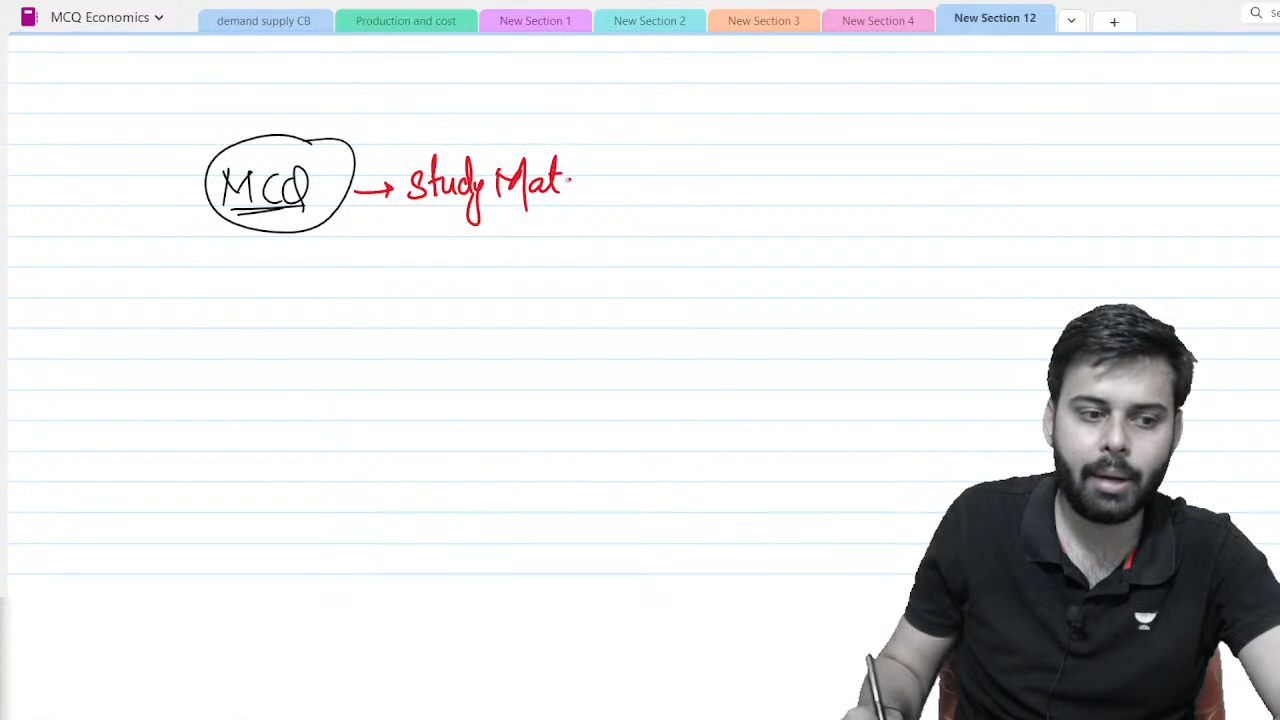 MCQ Economics
demand supply CB
Production and cost
New Section 1
New Section 2
New Section 3
New Section 4
New Section 12
MCQ → Study Mat